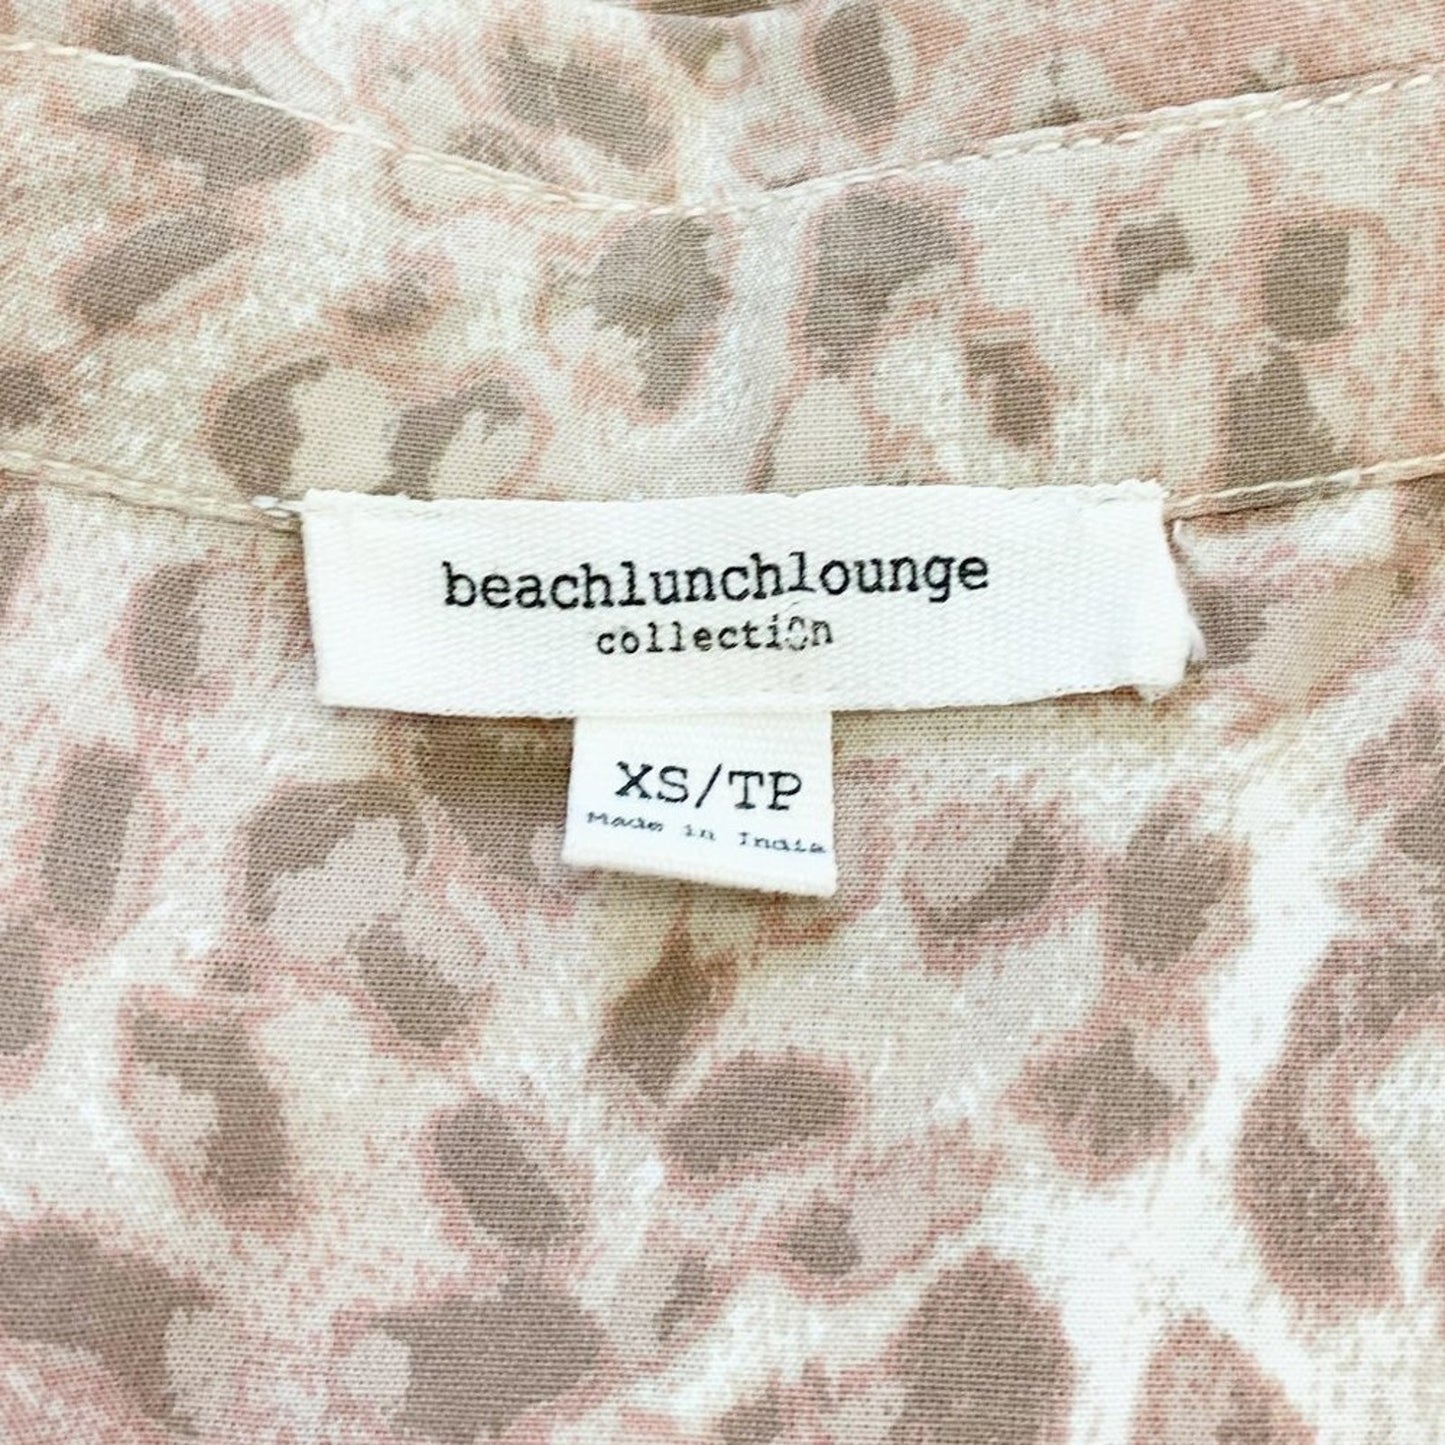 beachlunchlounge
collection
XS/TP
Made in India